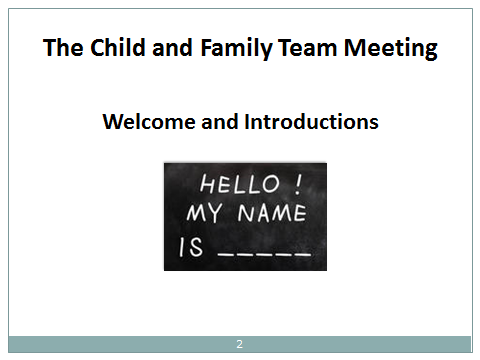 The Child and Family Team Meeting
Welcome and Introductions
HELLO !
MY NAME
IS _____
2